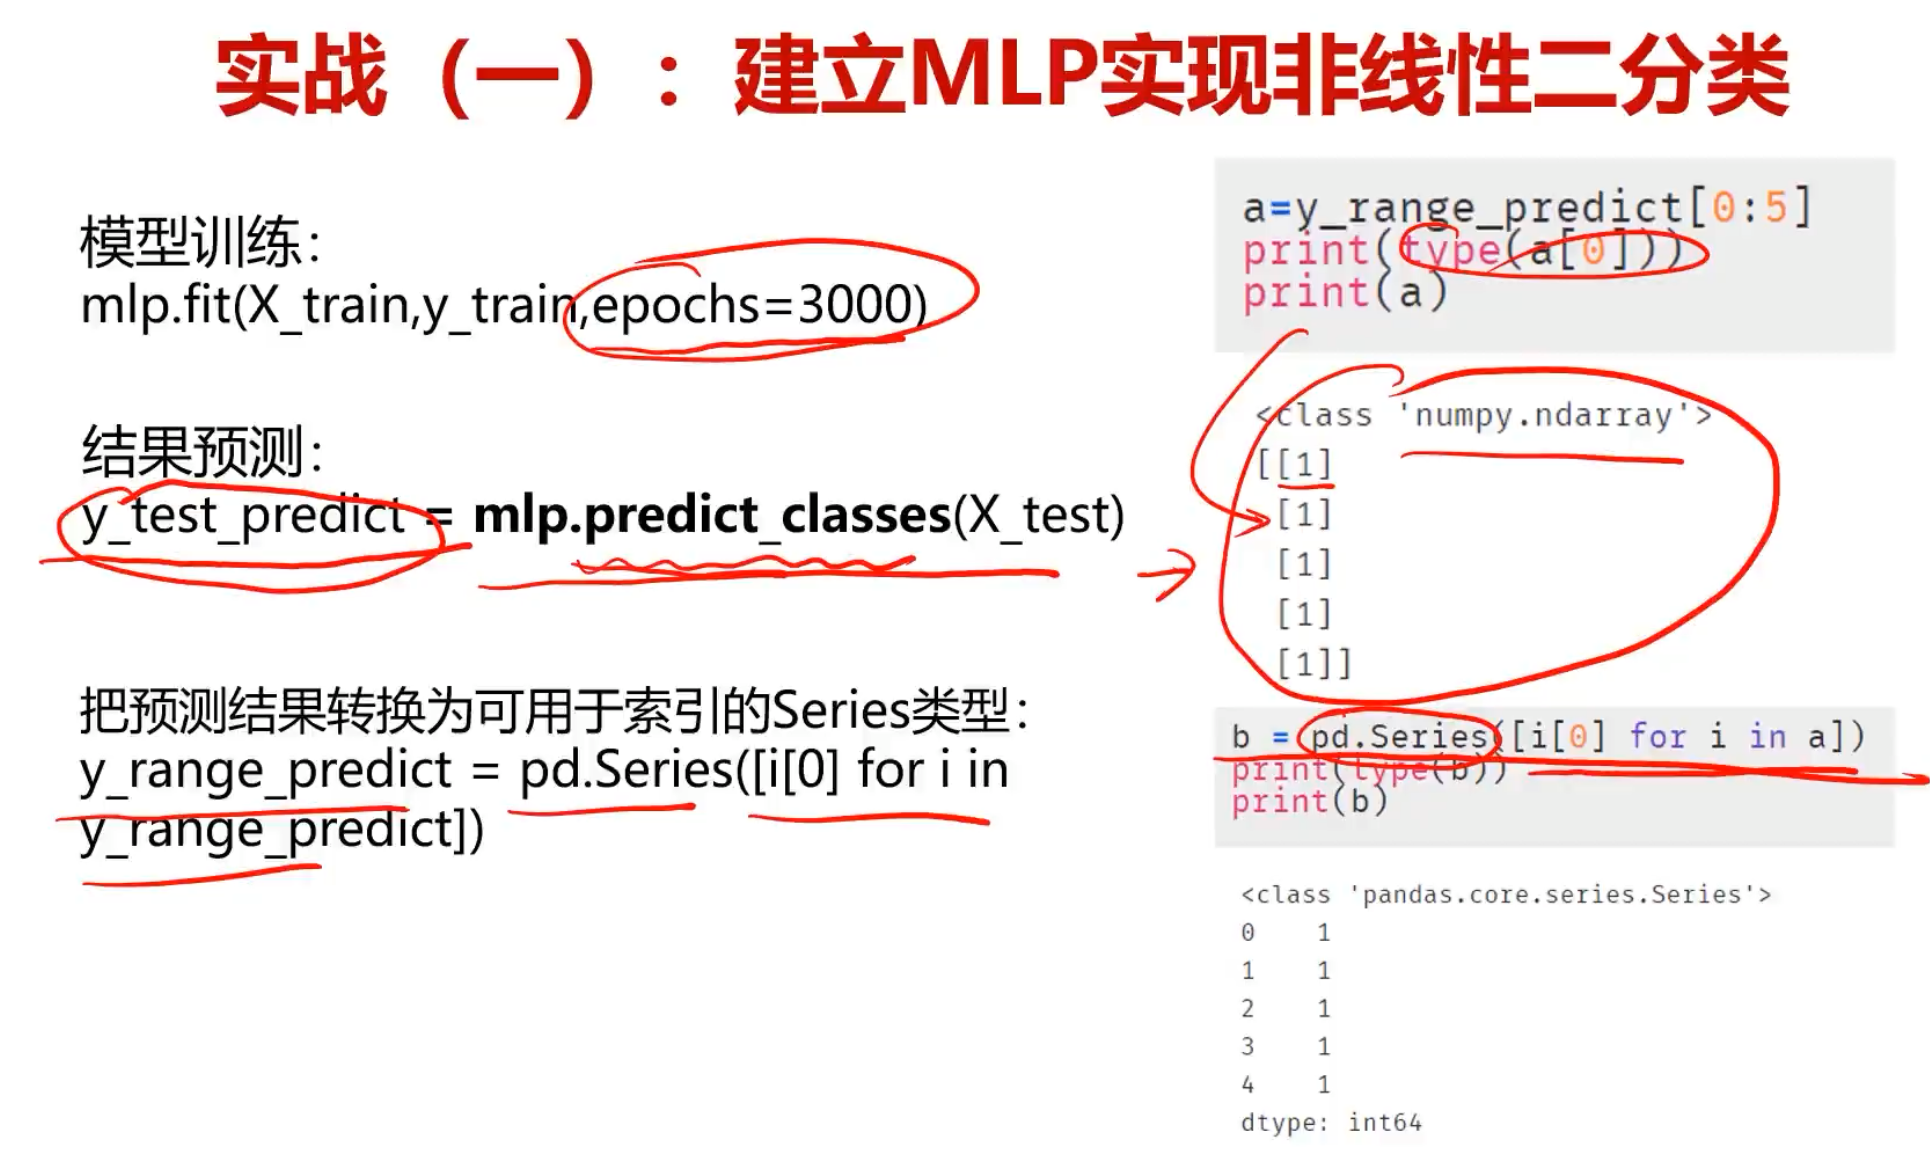 实战（一）：建立MLP实现非线性二分类
模型训练：
mlp.fit(X_train,y_train,epochs=3000)
结果预测：
y_test_predict = mlp.predict_classes(X_test)
把预测结果转换为可用于索引的Series类型：
y_range_predict = pd.Series([i[0] for i in
y_range_predict])
a=y_range_predict[0:5]
print(type(a[0]))
print(a)
<class 'numpy.ndarray'>
[[1]
[1]
[1]
[1]
[1]]
b = pd.Series([i[0] for i in a])
print(type(b))
print(b)
<class 'pandas.core.series.Series'>
0 1
1 1
2 1
3 1
4 1
dtype: int64